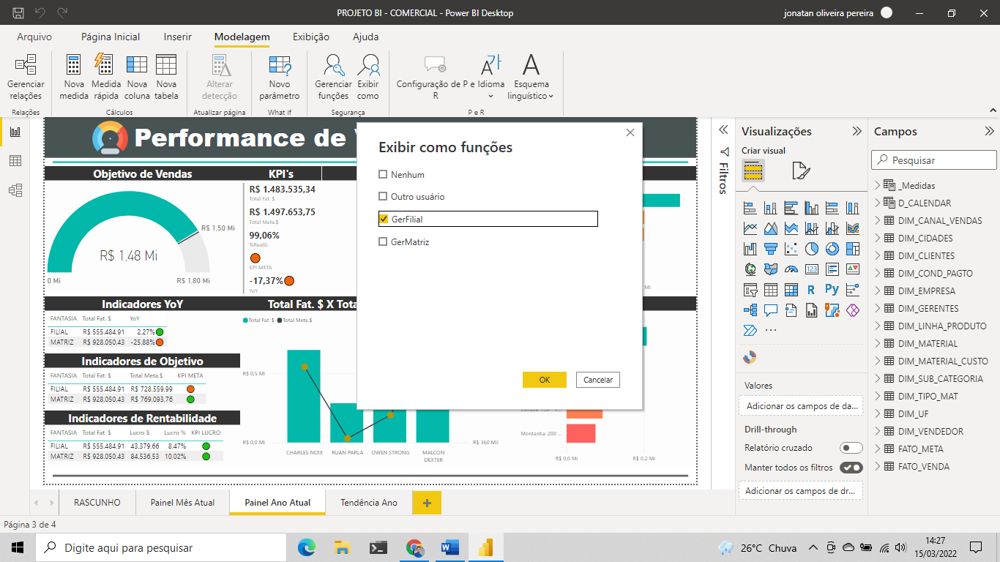 PROJETO BI - COMERCIAL - Power BI Desktop
jonatan oliveira pereira
Arquivo
Página Inicial
Inserir
Modelagem
Exibição
Ajuda
Gerenciar relações
Nova medida
Medida rápida
Nova coluna
Nova tabela
Alterar detecção
Novo parâmetro
Gerenciar funções
Exibir como
Configuração de P e R
Idioma
Esquema linguístico
Relações
Cálculos
Atualizar página
What if
Segurança
P e R
Performance de V
Objetivo de Vendas
KPI's
R$ 1,50 Mi
R$ 1,48 Mi
0 Mi
R$ 1,80 Mi
R$ 1.483.535,34
Total Fat. $
R$ 1.497.653,75
Total Meta.$
99,06%
%Realiz.
KPI META
-17,37%
YoY
Indicadores YoY
FANTASIA Total Fat. $ YoY
FILIAL R$ 555.484,91 2,27%
MATRIZ R$ 928.050,43 -25,88%
Indicadores de Objetivo
FANTASIA Total Fat. $ Total Meta.$ KPI META
FILIAL R$ 555.484,91 R$ 728.559,99
MATRIZ R$ 928.050,43 R$ 769.093,76
Indicadores de Rentabilidade
FANTASIA Total Fat. $ Lucro $ Lucro % KPI LUCRO
FILIAL R$ 555.484,91 43.379,66 8,47%
MATRIZ R$ 928.050,43 84.536,53 10,02%
Total Fat. $ X Tota
Total Fat. $ Total Meta.$
R$ 0,5 Mi
R$ 0,0 Mi
R$ 360 Mil
CHARLES NOIX
RUAN PARLA
OWEN STRONG
MALCON DEXTER
Mi
Montanha-200 ...
R$ 0,0 Mi
R$ 0,2 Mi
Exibir como funções
Nenhum
Outro usuário
GerFilial
GerMatriz
OK
Cancelar
Filtros
Visualizações
Criar visual
Valores
Adicionar os campos de da...
Drill-through
Relatório cruzado
Manter todos os filtros
Adicionar os campos de dr...
Campos
Pesquisar
_Medidas
D_CALENDAR
DIM_CANAL_VENDAS
DIM_CIDADES
DIM_CLIENTES
DIM_COND_PAGTO
DIM_EMPRESA
DIM_GERENTES
DIM_LINHA_PRODUTO
DIM_MATERIAL
DIM_MATERIAL_CUSTO
DIM_SUB_CATEGORIA
DIM_TIPO_MAT
DIM_UF
DIM_VENDEDOR
FATO_META
FATO_VENDA
RASCUNHO
Painel Mês Atual
Painel Ano Atual
Tendência Ano
Página 3 de 4
Digite aqui para pesquisar
26°C Chuva
14:27
15/03/2022